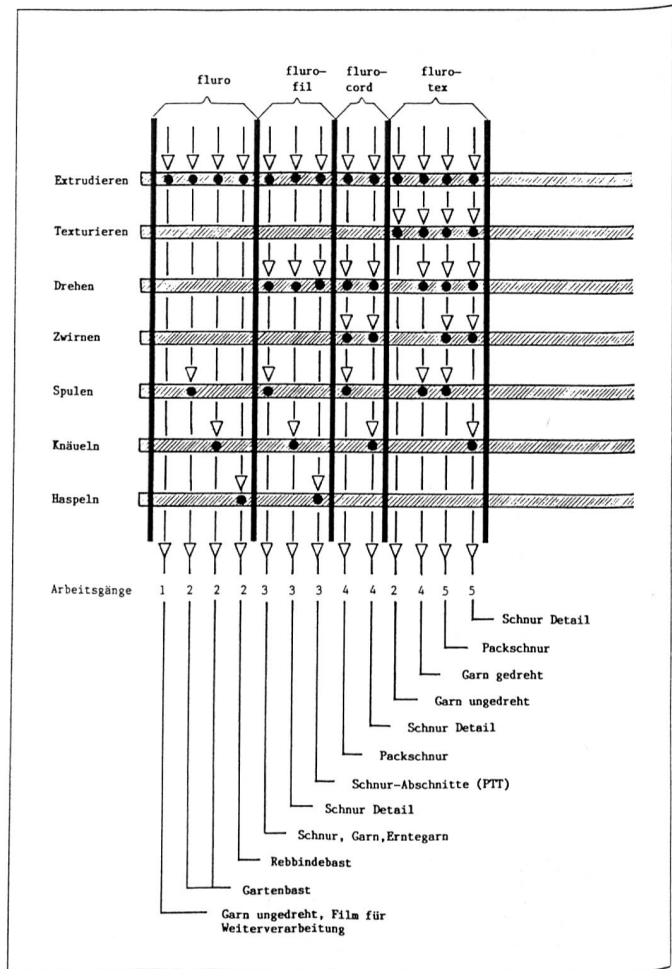 fluro
fluro-
fil
fluro-
cord
fluro-
tex
Extrudieren
Texturieren
Drehen
Zwirnen
Spulen
Knäueln
Haspeln
Arbeitsgänge 1 2 2 2 3 3 3 4 4 2 4 5 5
Schnur Detail
Packschnur
Garn gedreht
Garn ungedreht
Schnur Detail
Packschnur
Schnur-Abschnitte (PTT)
Schnur Detail
Schnur, Garn,Erntegarn
Rebbindebast
Gartenbast
Garn ungedreht, Film für
Weiterverarbeitung